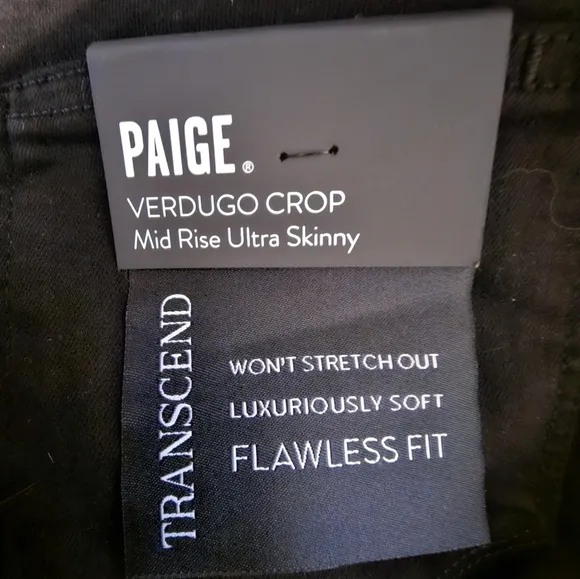 PAIGE®
VERDUGO CROP
Mid Rise Ultra Skinny
TRANSCEND
WON'T STRETCH OUT
LUXURIOUSLY SOFT
FLAWLESS FIT